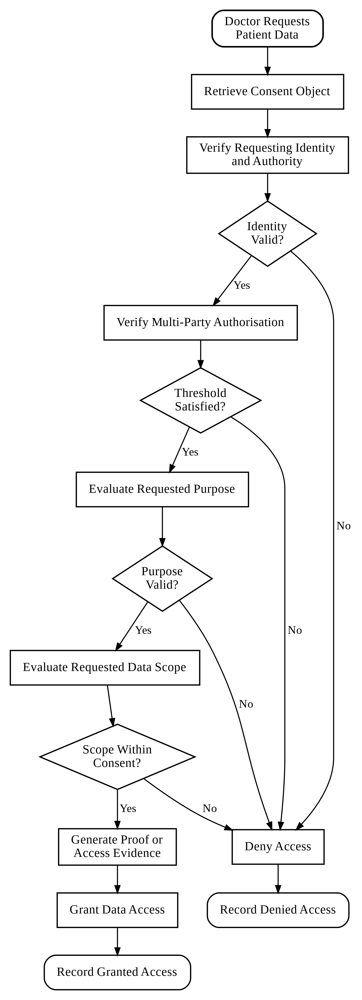 Doctor Requests
Patient Data
Retrieve Consent Object
Verify Requesting Identity
and Authority
Identity
Valid?
Yes
Verify Multi-Party Authorisation
Threshold
Satisfied?
Yes
Evaluate Requested Purpose
No
Purpose
Valid?
Yes
No
Evaluate Requested Data Scope
No
Scope Within
Consent?
Yes
No
Generate Proof or
Access Evidence
Deny Access
Grant Data Access
Record Denied Access
Record Granted Access